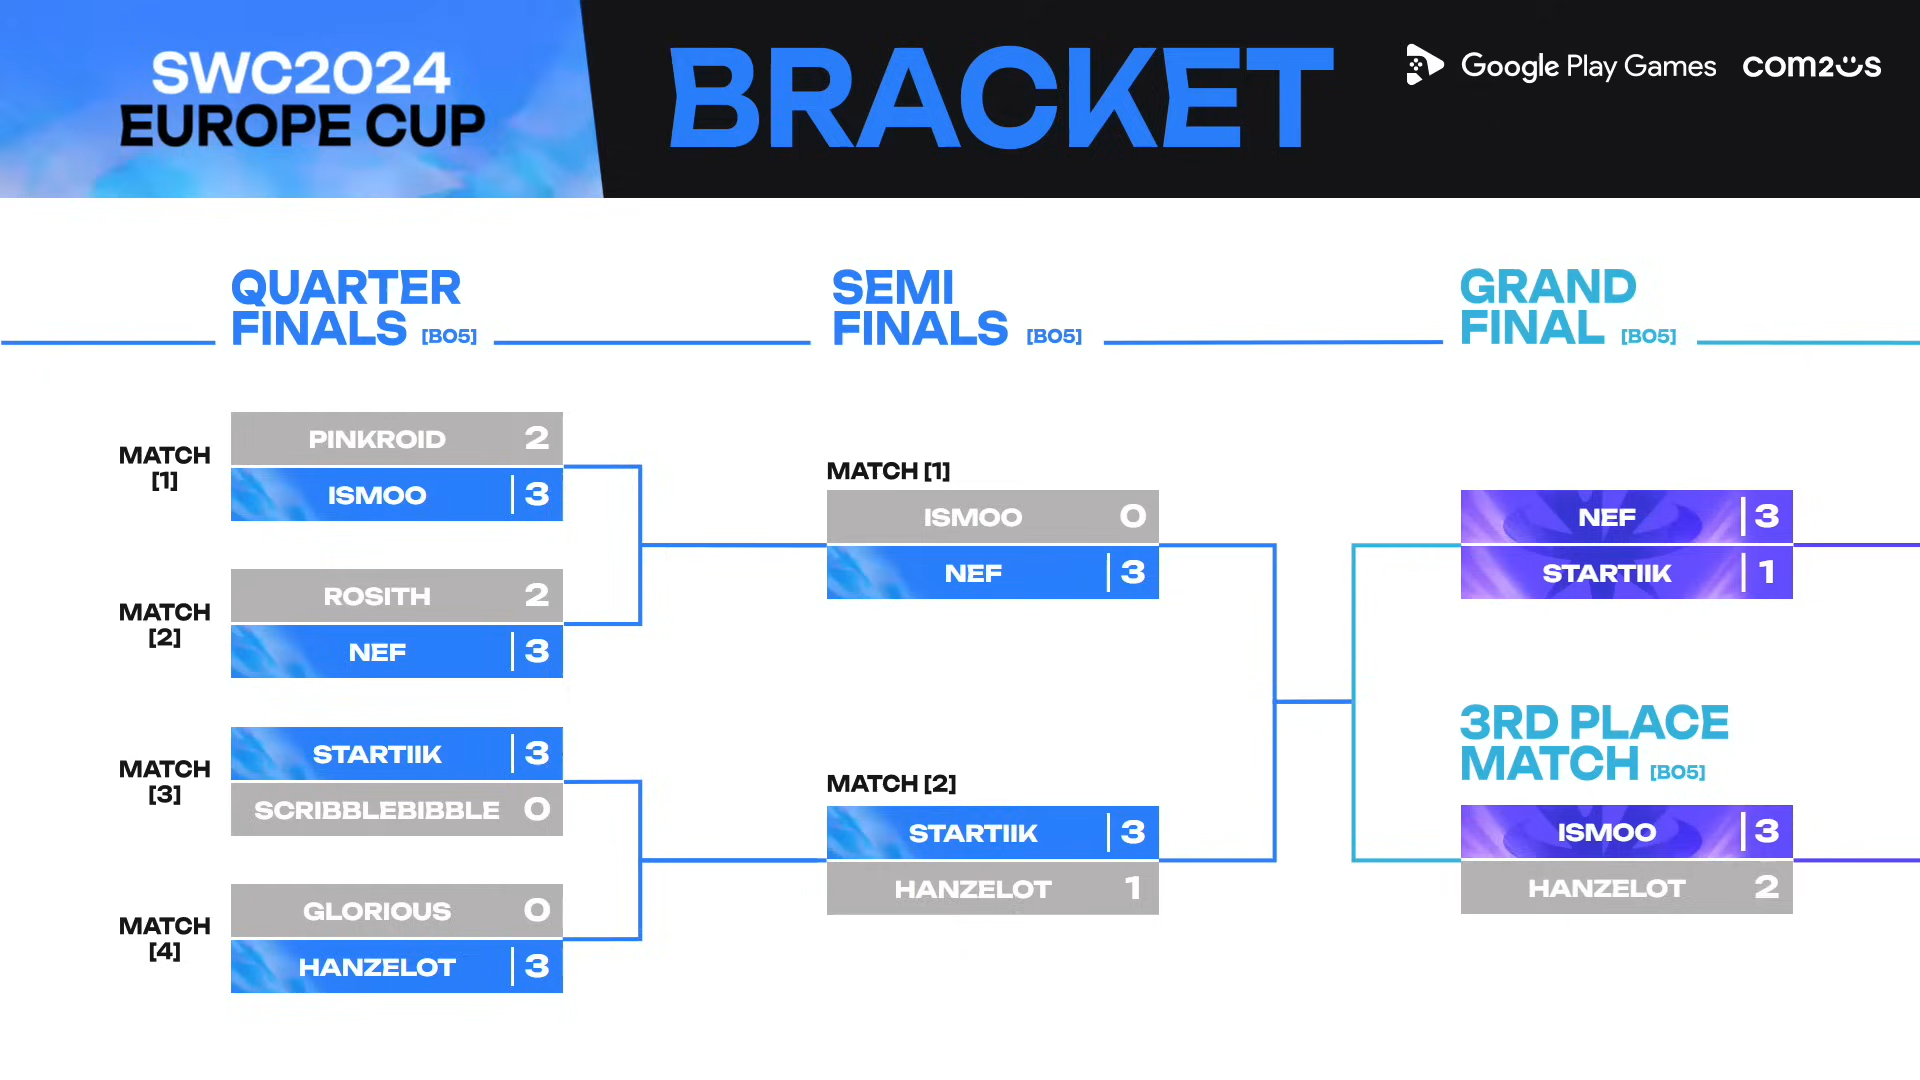 SWC2024
EUROPE CUP
BRACKET
Google Play Games
com2us
QUARTER
FINALS [BO5]
SEMI
FINALS [BO5]
GRAND
FINAL [BO5]
MATCH
[1]
PINKROID 2
ISMOO 3
MATCH
[2]
ROSITH 2
NEF 3
MATCH
[3]
STARTIIK 3
SCRIBBLEBIBBLE 0
MATCH
[4]
GLORIOUS 0
HANZELOT 3
MATCH [1]
ISMOO 0
NEF 3
MATCH [2]
STARTIIK 3
HANZELOT 1
NEF 3
STARTIIK 1
3RD PLACE
MATCH [BO5]
ISMOO 3
HANZELOT 2